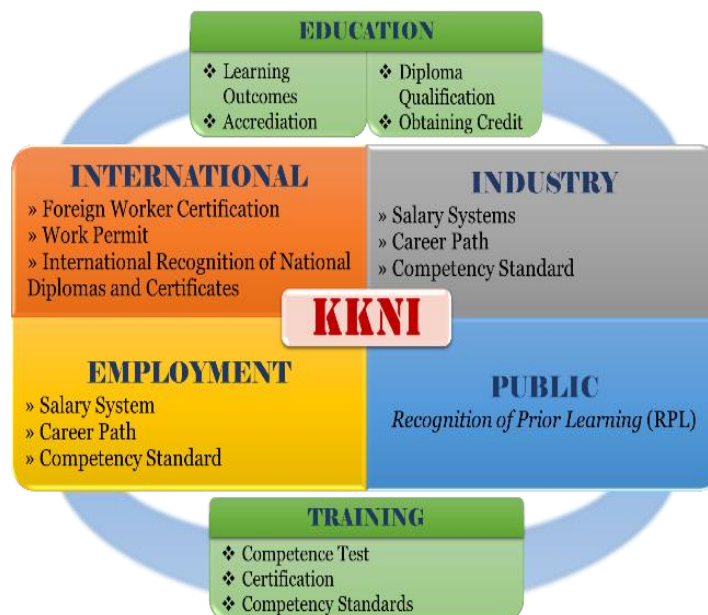 EDUCATION
❖ Learning
Outcomes
❖ Accrediation
❖ Diploma
Qualification
❖ Obtaining Credit
INTERNATIONAL
» Foreign Worker Certification
» Work Permit
» International Recognition of National
Diplomas and Certificates
INDUSTRY
» Salary Systems
» Career Path
» Competency Standard
KKNI
EMPLOYMENT
» Salary System
» Career Path
» Competency Standard
PUBLIC
Recognition of Prior Learning (RPL)
TRAINING
❖ Competence Test
❖ Certification
❖ Competency Standards